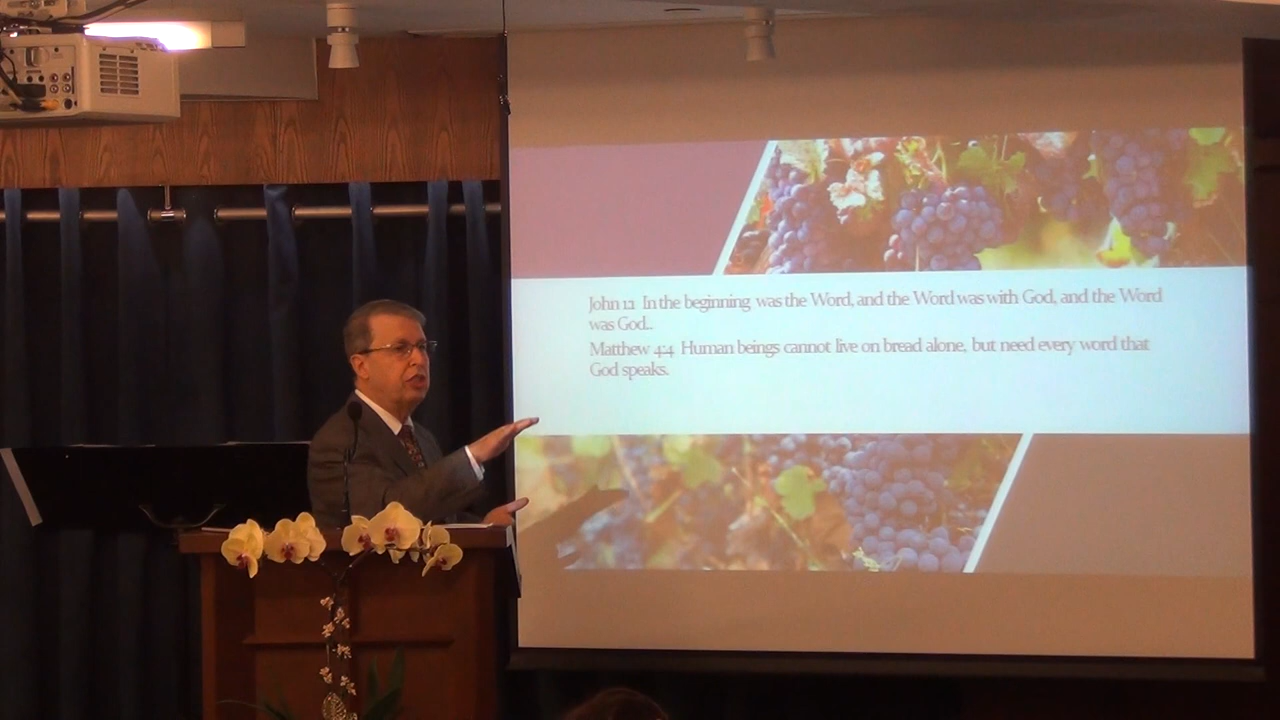 John 1:1 In the beginning was the Word, and the Word was with God, and the Word
was God..
Matthew 4:4 Human beings cannot live on bread alone, but need every word that
God speaks.